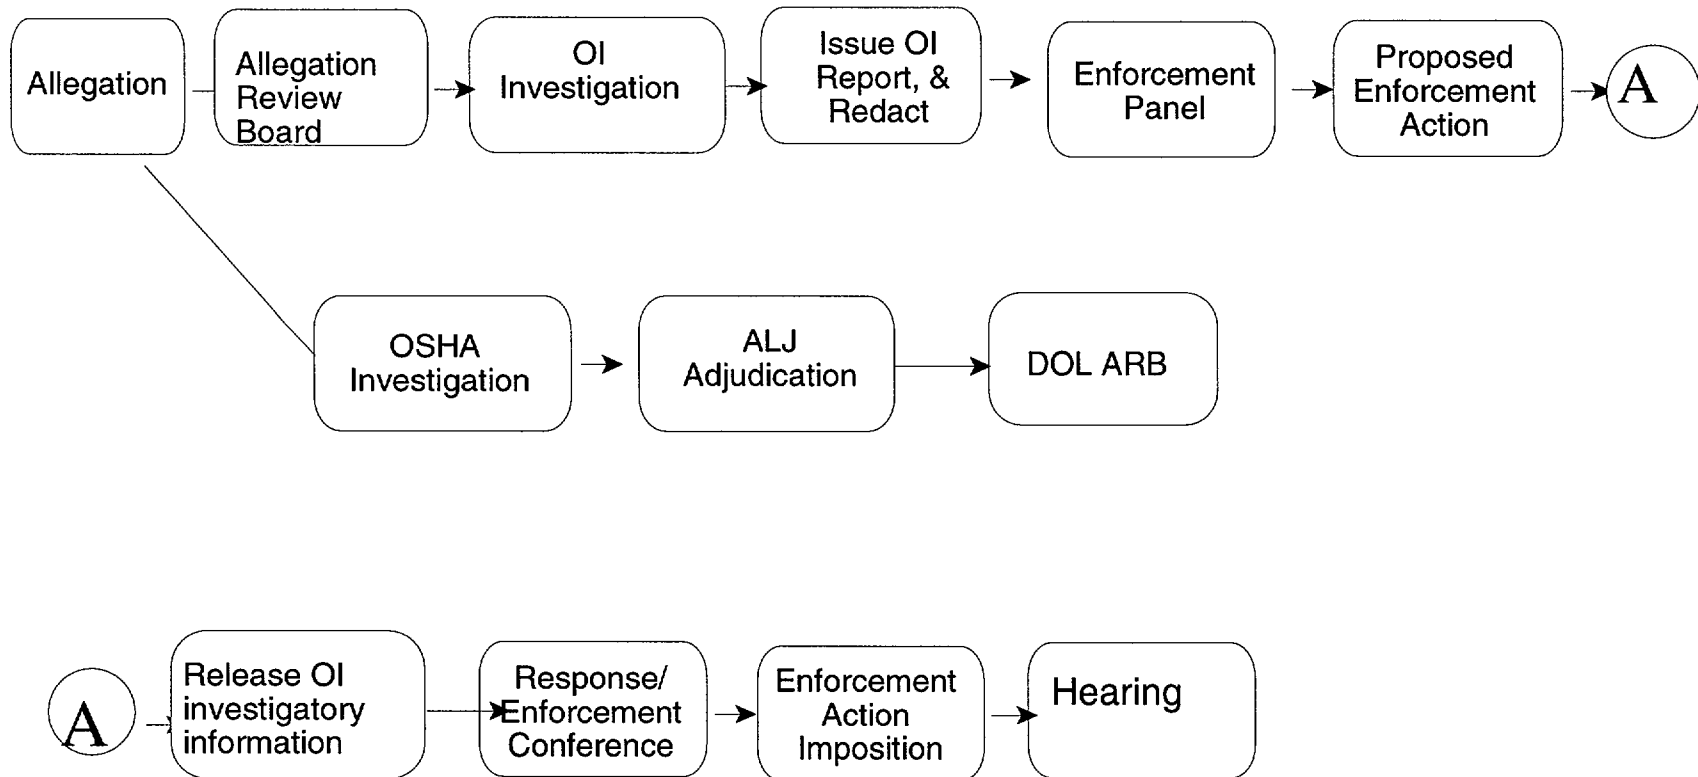 Allegation
Allegation
Review
Board
OI
Investigation
Issue OI
Report, &
Redact
Enforcement
Panel
Proposed
Enforcement
Action
A
OSHA
Investigation
ALJ
Adjudication
DOL ARB
A
Release OI
investigatory
information
Response/
Enforcement
Conference
Enforcement
Action
Imposition
Hearing